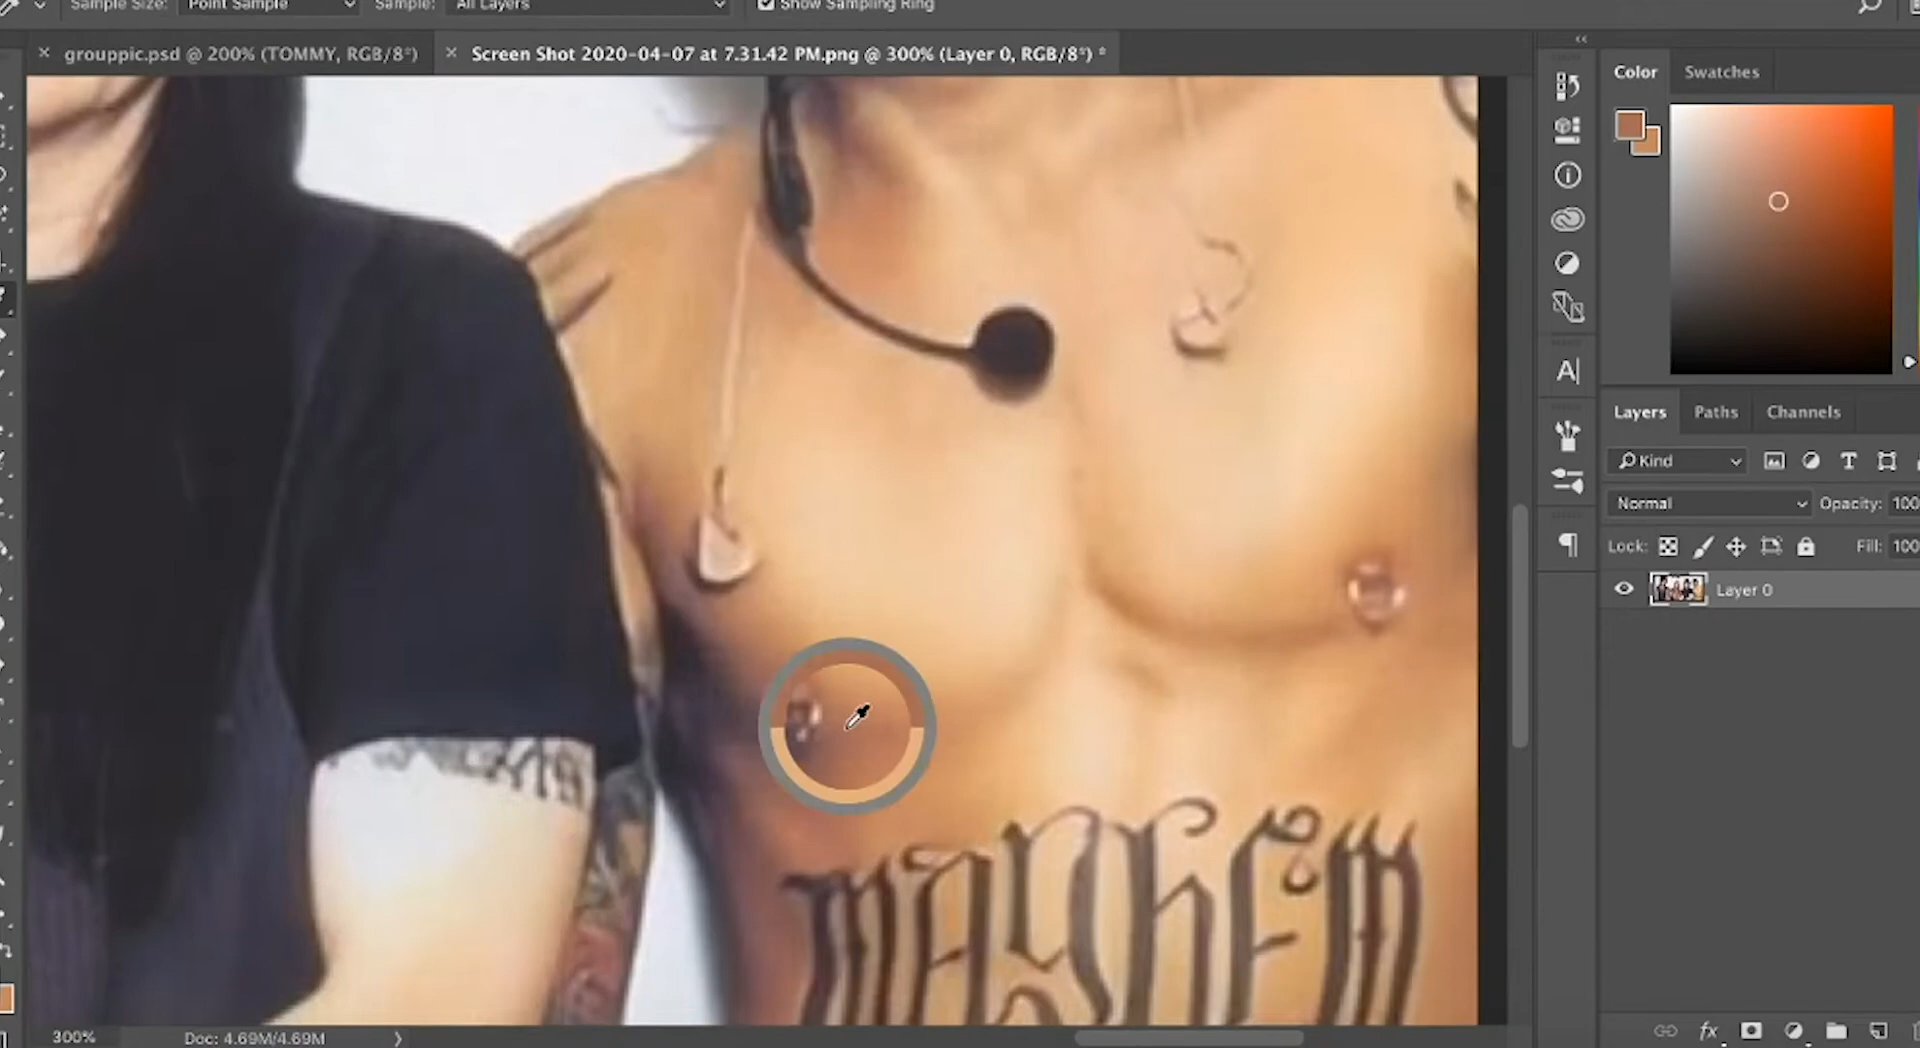 Sample Size: Point Sample Sample: All Layers Show Sampling Ring
× grouppic.psd @ 200% (TOMMY, RGB/8*) × Screen Shot 2020-04-07 at 7.31.42 PM.png @ 300% (Layer 0, RGB/8*) *
Color Swatches
Layers Paths Channels
Kind
Normal Opacity: 100
Lock: Fill: 100
Layer 0
MAYHEM
300% Doc: 4.69M/4.69M
fx